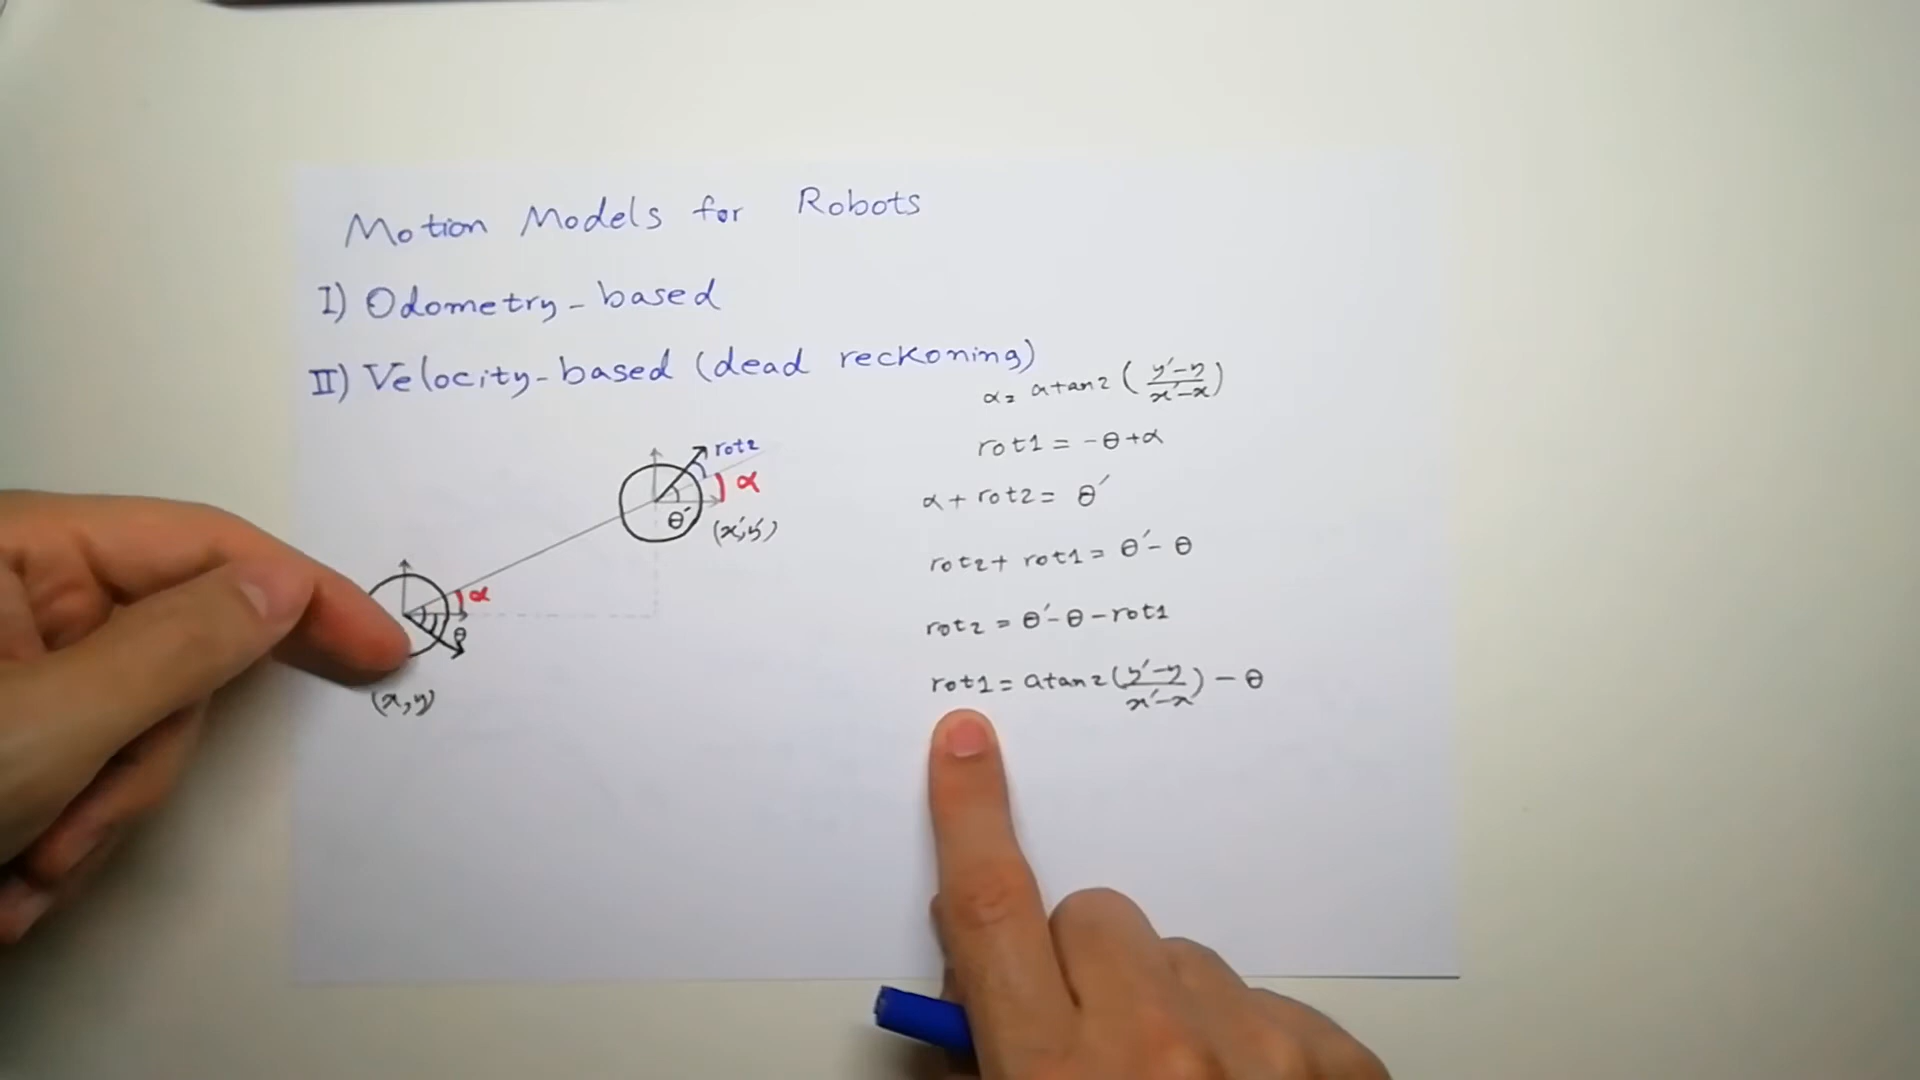 Motion Models for Robots
I) Odometry-based
II) Velocity-based (dead reckoning)
α = atan2 ( y′-y / x′-x )
rot1 = -θ+α
α + rot2 = θ′
rot2 + rot1 = θ′- θ
rot2 = θ′- θ - rot1
rot1 = atan2 ( y′-y / x′-x ) - θ
rot2
α
θ′
(x′,y′)
α
θ
(x,y)